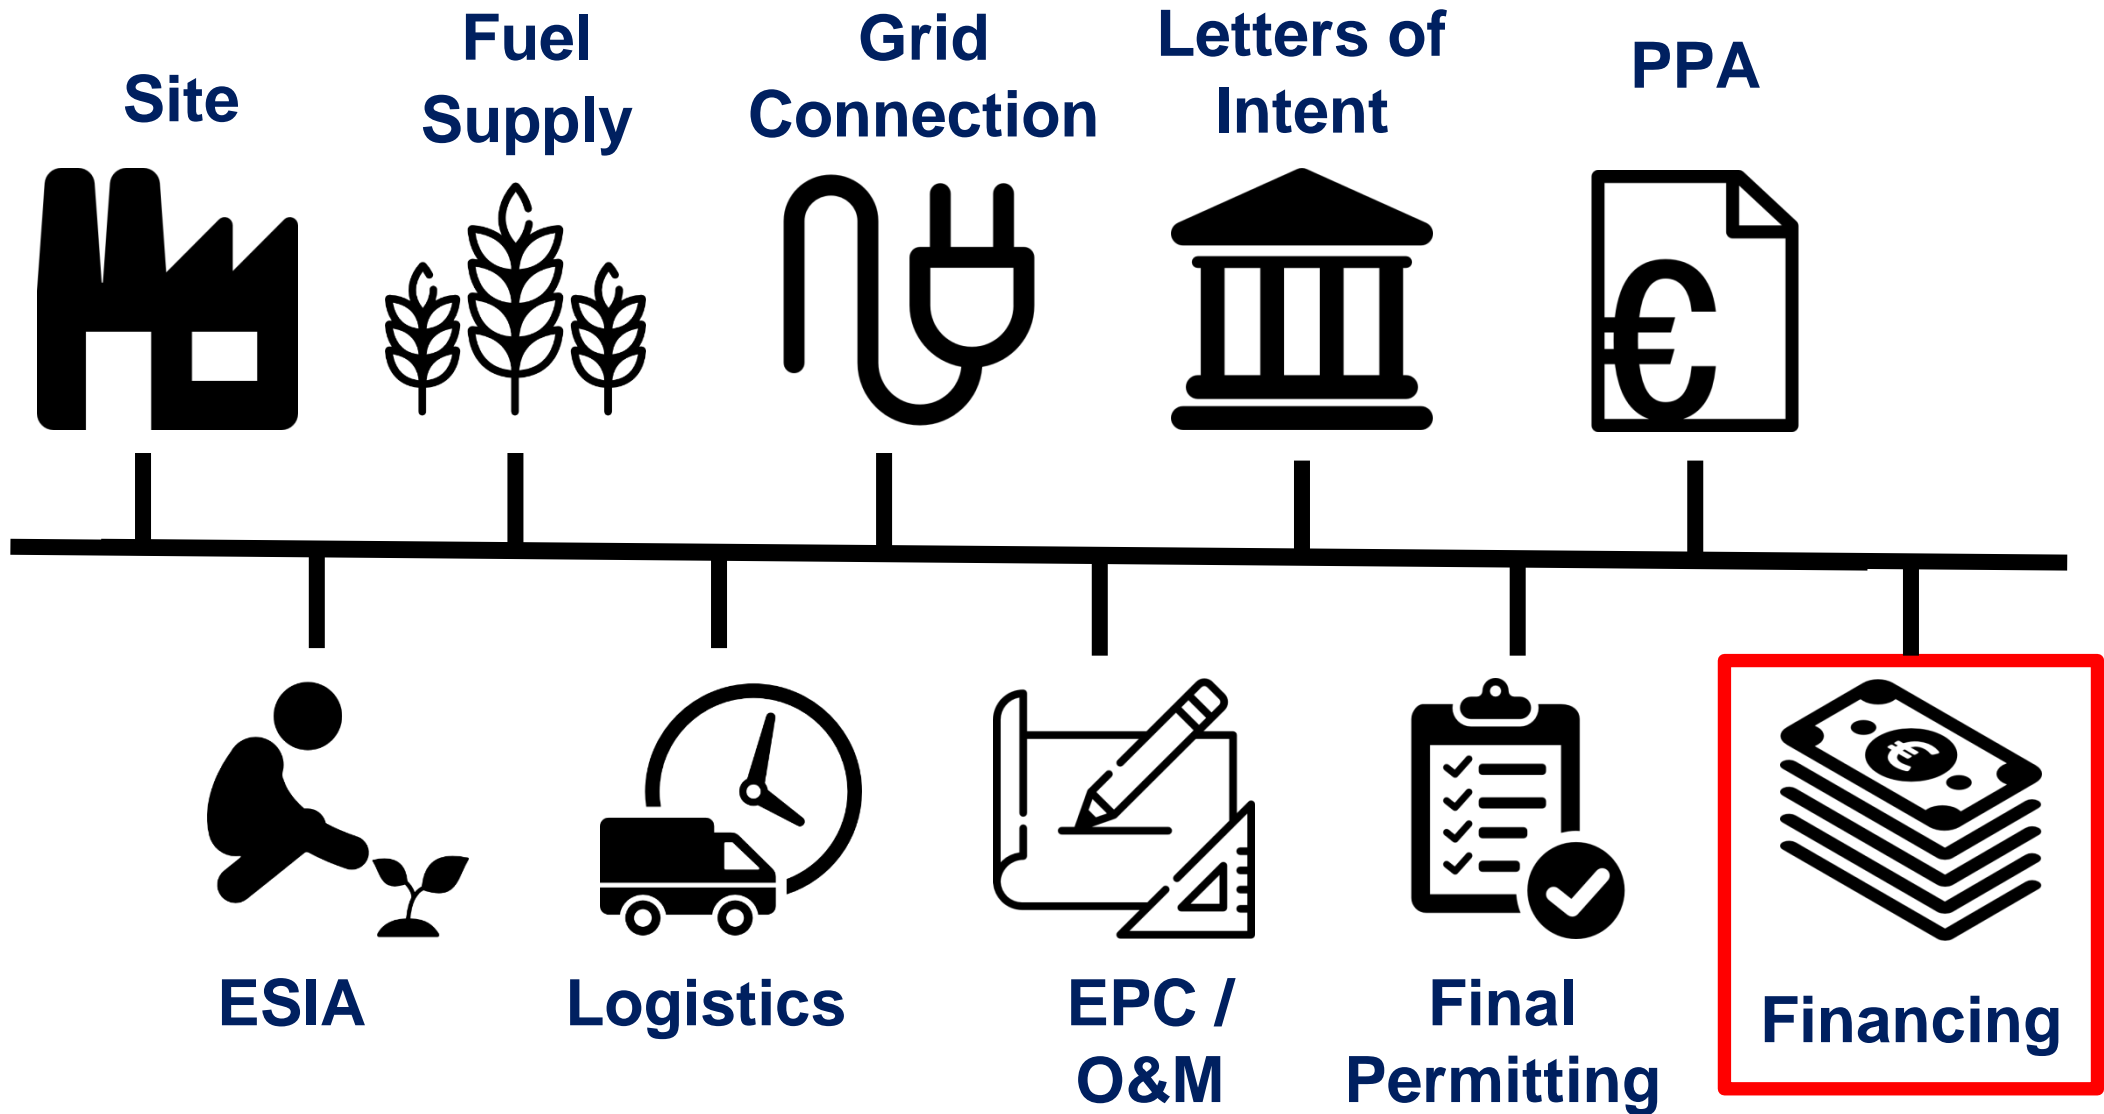 Site
Fuel
Supply
Grid
Connection
Letters of
Intent
PPA
€
€
ESIA
Logistics
EPC /
O&M
Final
Permitting
Financing